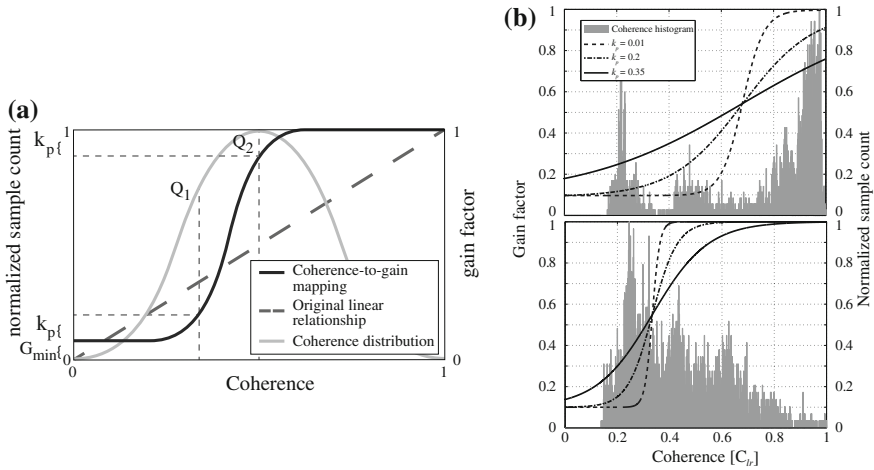 (a)
normalized sample count
k_p{
1
Q_2
Q_1
k_p{
G_min{
0
0
Coherence
1
1
0
gain factor
Coherence-to-gain
mapping
Original linear
relationship
Coherence distribution
(b)
1
0.8
0.6
0.4
0.2
0
Coherence histogram
k_p = 0.01
k_p = 0.2
k_p = 0.35
1
0.8
0.6
0.4
0.2
0
Gain factor
Normalized sample count
1
0.8
0.6
0.4
0.2
0
1
0.8
0.6
0.4
0.2
0
0
0.2
0.4
0.6
0.8
1
Coherence [C_lr]